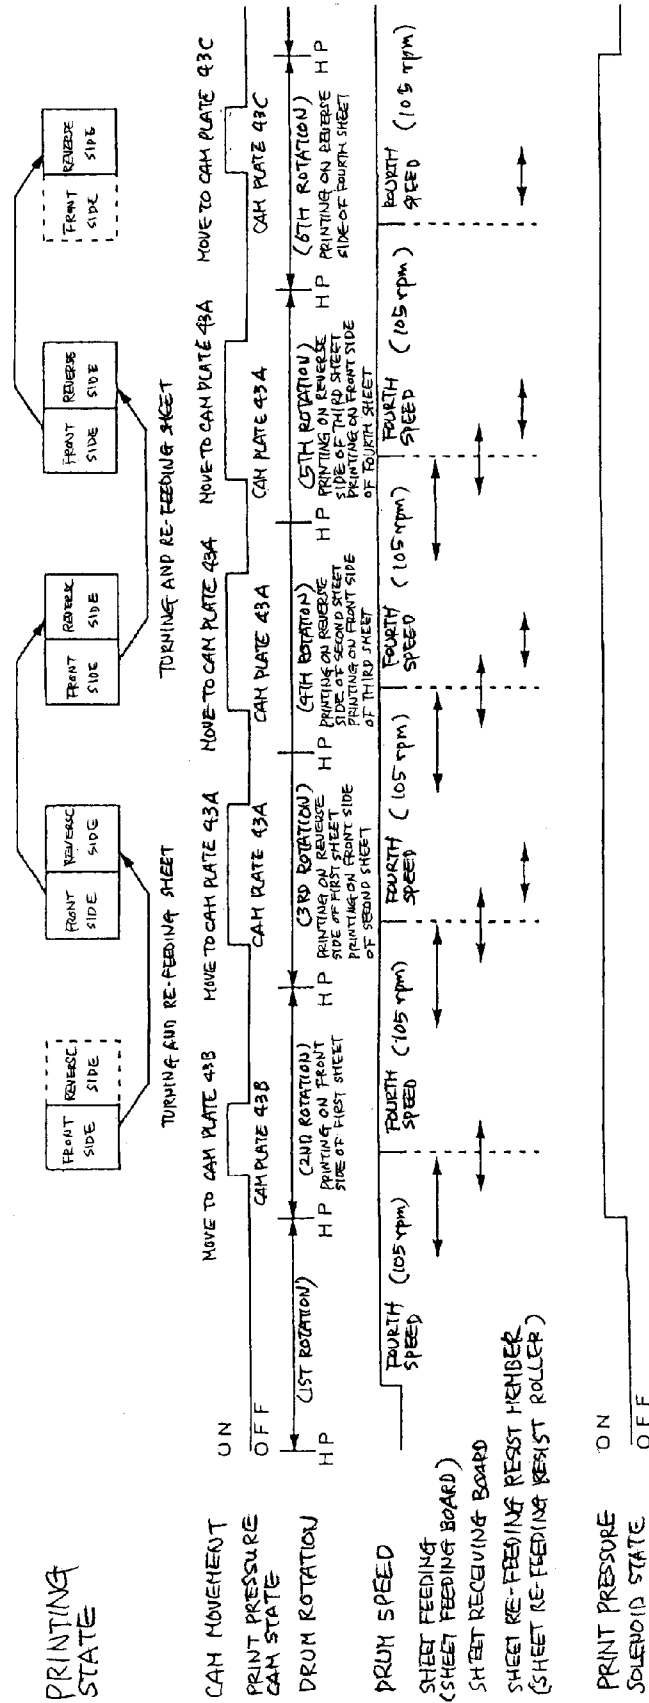 PRINTING
STATE
FRONT
SIDE
REVERSE
SIDE
FRONT
SIDE
REVERSE
SIDE
FRONT
SIDE
REVERSE
SIDE
FRONT
SIDE
REVERSE
SIDE
FRONT
SIDE
REVERSE
SIDE
TURNING AND RE-FEEDING SHEET
TURNING AND RE-FEEDING SHEET
CAM MOVEMENT
MOVE TO CAM PLATE 43B
MOVE TO CAM PLATE 43A
MOVE TO CAM PLATE 43A
MOVE TO CAM PLATE 43A
MOVE TO CAM PLATE 43C
PRINT PRESSURE
CAM STATE
ON
OFF
CAM PLATE 43B
CAM PLATE 43A
CAM PLATE 43A
CAM PLATE 43A
CAM PLATE 43C
DRUM ROTATION
HP
(1ST ROTATION)
HP
(2ND ROTATION)
PRINTING ON FRONT
SIDE OF FIRST SHEET
HP
(3RD ROTATION)
PRINTING ON REVERSE
SIDE OF FIRST SHEET
PRINTING ON FRONT SIDE
OF SECOND SHEET
HP
(4TH ROTATION)
PRINTING ON REVERSE
SIDE OF SECOND SHEET
PRINTING ON FRONT SIDE
OF THIRD SHEET
HP
(5TH ROTATION)
PRINTING ON REVERSE
SIDE OF THIRD SHEET
PRINTING ON FRONT SIDE
OF FOURTH SHEET
HP
(6TH ROTATION)
PRINTING ON REVERSE
SIDE OF FOURTH SHEET
HP
DRUM SPEED
FOURTH
SPEED
(105 rpm)
FOURTH
SPEED
(105 rpm)
FOURTH
SPEED
(105 rpm)
FOURTH
SPEED
(105 rpm)
FOURTH
SPEED
(105 rpm)
FOURTH
SPEED
(105 rpm)
SHEET FEEDING
(SHEET FEEDING BOARD)
SHEET RECEIVING BOARD
SHEET RE-FEEDING RESIST MEMBER
(SHEET RE-FEEDING RESIST ROLLER)
PRINT PRESSURE
SOLENOID STATE
ON
OFF